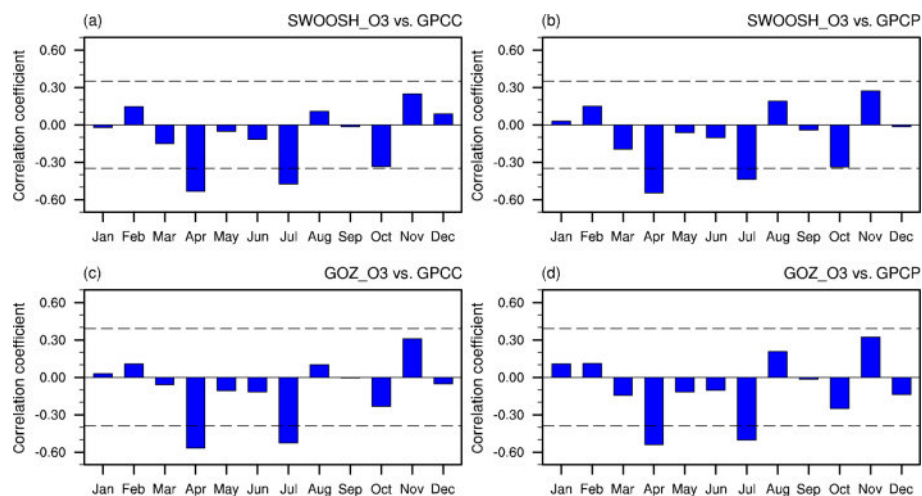 (a) SWOOSH_O3 vs. GPCC
Correlation coefficient
0.60
0.30
0.00
-0.30
-0.60
Jan Feb Mar Apr May Jun Jul Aug Sep Oct Nov Dec
(b) SWOOSH_O3 vs. GPCP
Correlation coefficient
0.60
0.30
0.00
-0.30
-0.60
Jan Feb Mar Apr May Jun Jul Aug Sep Oct Nov Dec
(c) GOZ_O3 vs. GPCC
Correlation coefficient
0.60
0.30
0.00
-0.30
-0.60
Jan Feb Mar Apr May Jun Jul Aug Sep Oct Nov Dec
(d) GOZ_O3 vs. GPCP
Correlation coefficient
0.60
0.30
0.00
-0.30
-0.60
Jan Feb Mar Apr May Jun Jul Aug Sep Oct Nov Dec